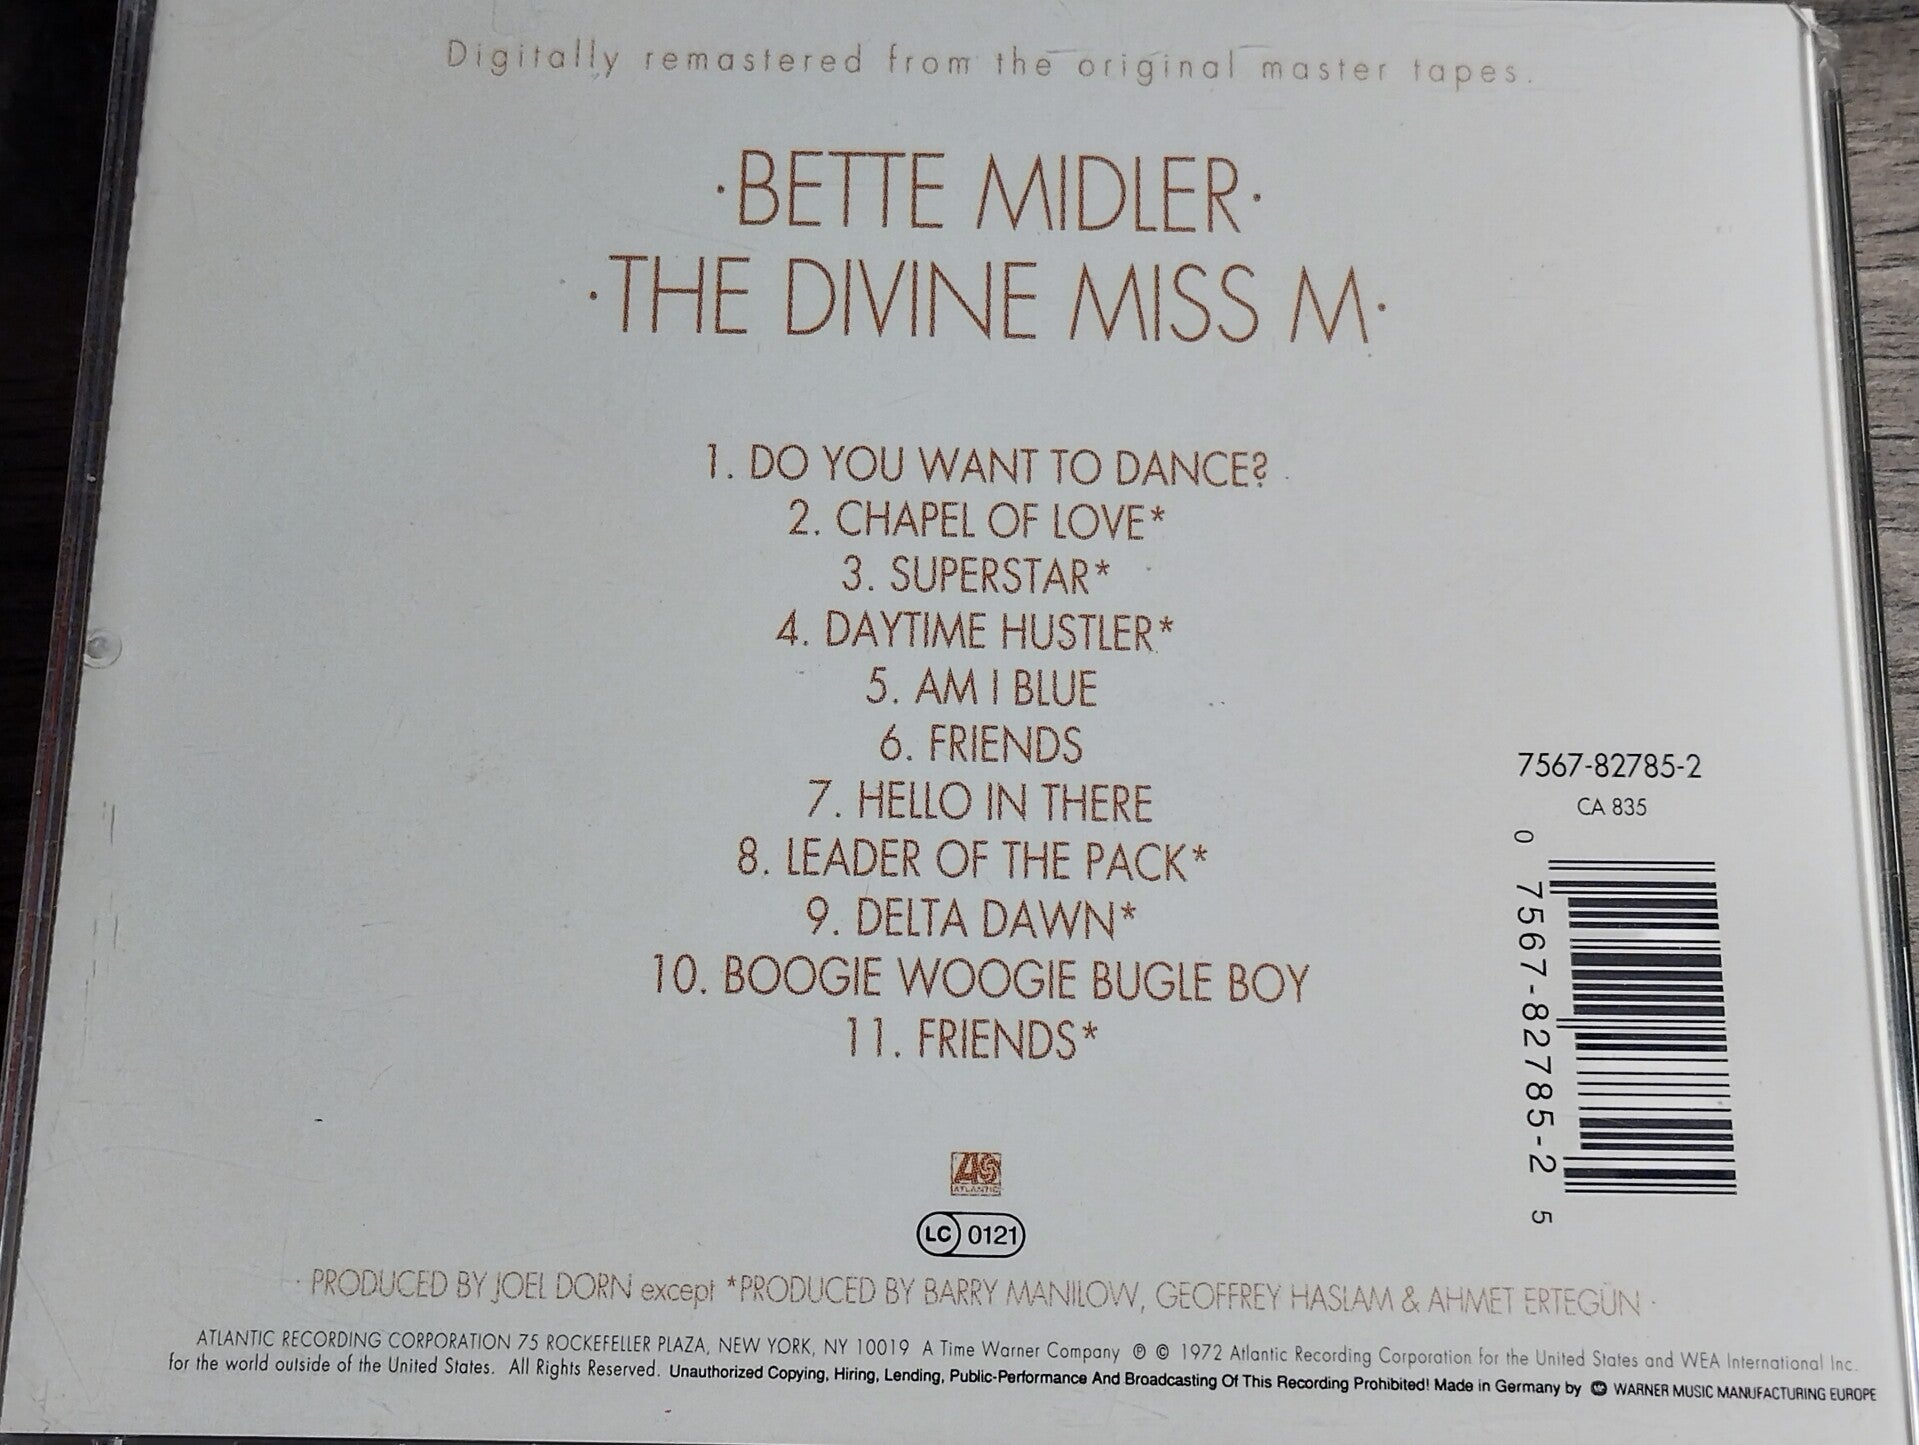 Digitally remastered from the original master tapes.
·BETTE MIDLER·
·THE DIVINE MISS M·
1. DO YOU WANT TO DANCE?
2. CHAPEL OF LOVE*
3. SUPERSTAR*
4. DAYTIME HUSTLER*
5. AM I BLUE
6. FRIENDS
7. HELLO IN THERE
8. LEADER OF THE PACK*
9. DELTA DAWN*
10. BOOGIE WOOGIE BUGLE BOY
11. FRIENDS*
7567-82785-2
CA 835
0 7567-82785-2 5
ATLANTIC
LC 0121
· PRODUCED BY JOEL DORN except *PRODUCED BY BARRY MANILOW, GEOFFREY HASLAM & AHMET ERTEGÜN ·
ATLANTIC RECORDING CORPORATION 75 ROCKEFELLER PLAZA, NEW YORK, NY 10019 A Time Warner Company ℗ © 1972 Atlantic Recording Corporation for the United States and WEA International Inc.
for the world outside of the United States. All Rights Reserved. Unauthorized Copying, Hiring, Lending, Public-Performance And Broadcasting Of This Recording Prohibited! Made in Germany by WARNER MUSIC MANUFACTURING EUROPE